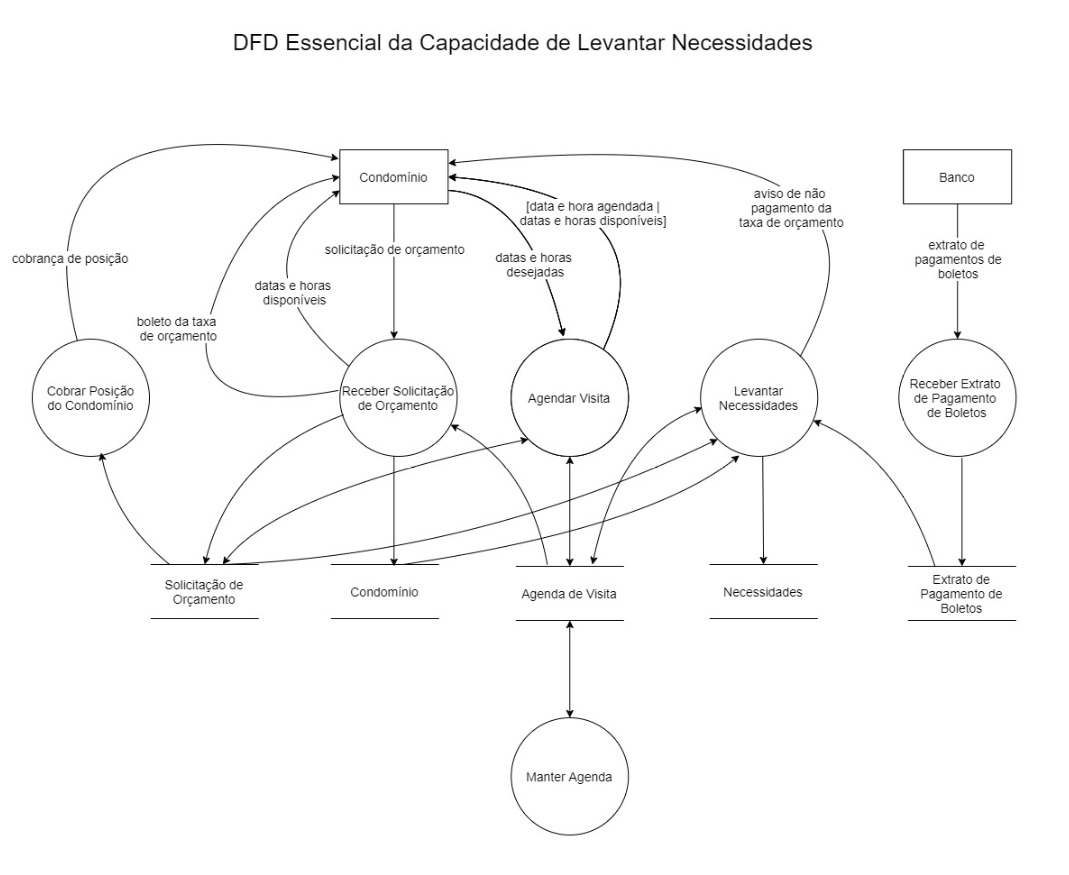 DFD Essencial da Capacidade de Levantar Necessidades
Condomínio
Banco
[data e hora agendada |
datas e horas disponíveis]
aviso de não
pagamento da
taxa de orçamento
cobrança de posição
solicitação de orçamento
datas e horas
desejadas
extrato de
pagamentos de
boletos
datas e horas
disponíveis
boleto da taxa
de orçamento
Cobrar Posição
do Condomínio
Receber Solicitação
de Orçamento
Agendar Visita
Levantar
Necessidades
Receber Extrato
de Pagamento
de Boletos
Solicitação de
Orçamento
Condomínio
Agenda de Visita
Necessidades
Extrato de
Pagamento de
Boletos
Manter Agenda